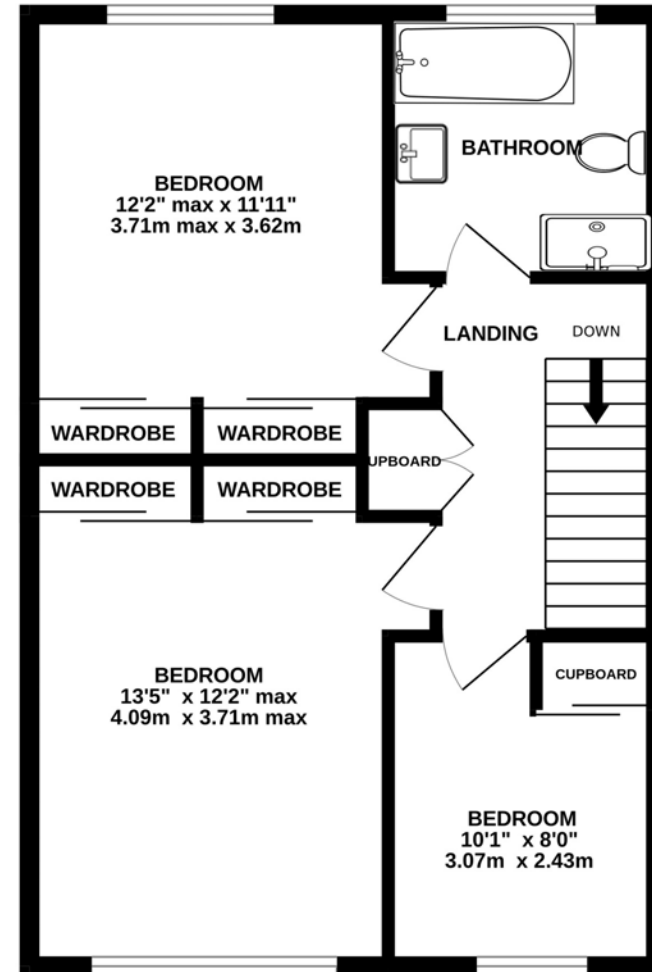 BEDROOM
12'2" max x 11'11"
3.71m max x 3.62m
BATHROOM
LANDING
DOWN
WARDROBE
WARDROBE
UPBOARD
WARDROBE
WARDROBE
BEDROOM
13'5" x 12'2" max
4.09m x 3.71m max
CUPBOARD
BEDROOM
10'1" x 8'0"
3.07m x 2.43m